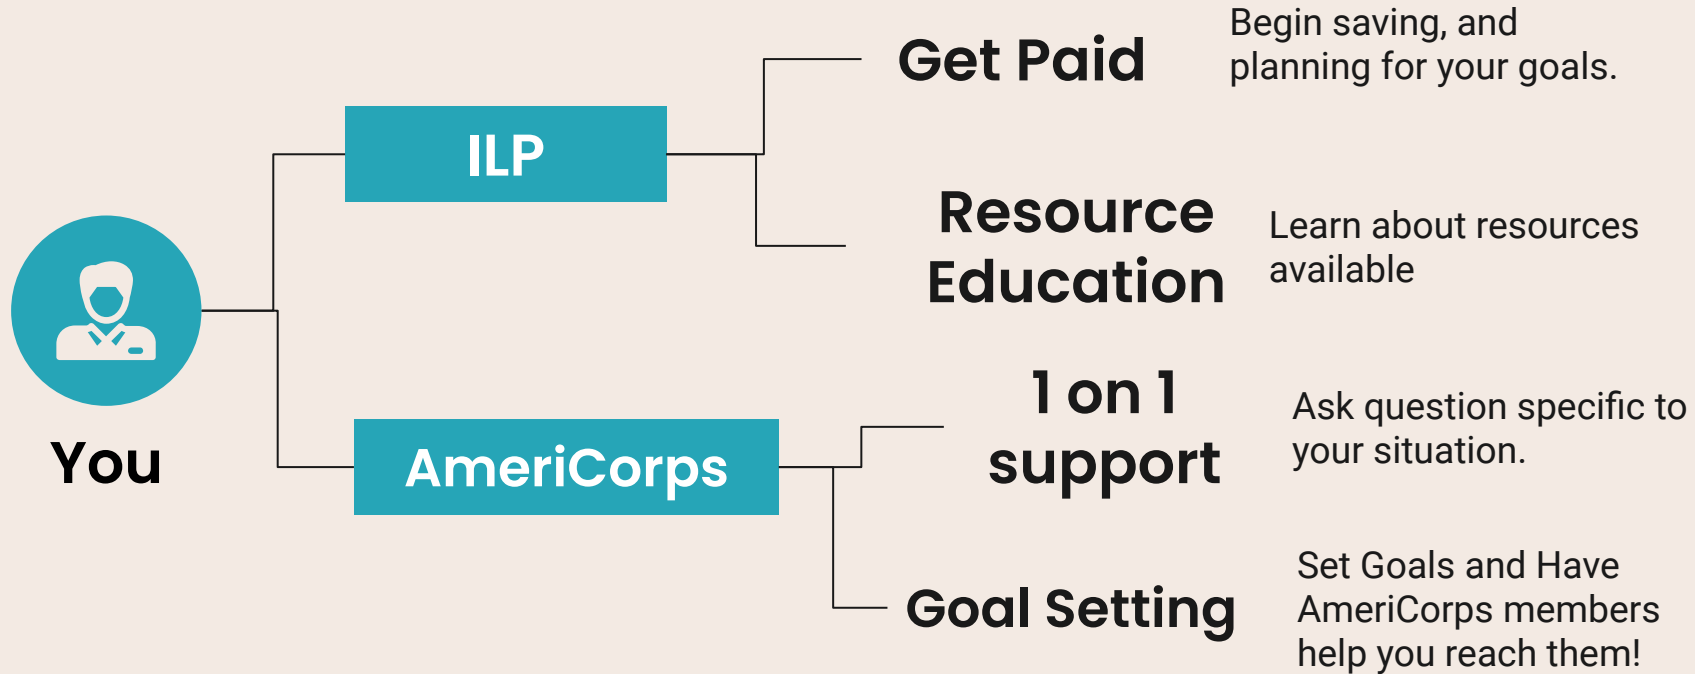 You
ILP
Get Paid
Begin saving, and
planning for your goals.
Resource
Education
Learn about resources
available
AmeriCorps
1 on 1
support
Ask question specific to
your situation.
Goal Setting
Set Goals and Have
AmeriCorps members
help you reach them!